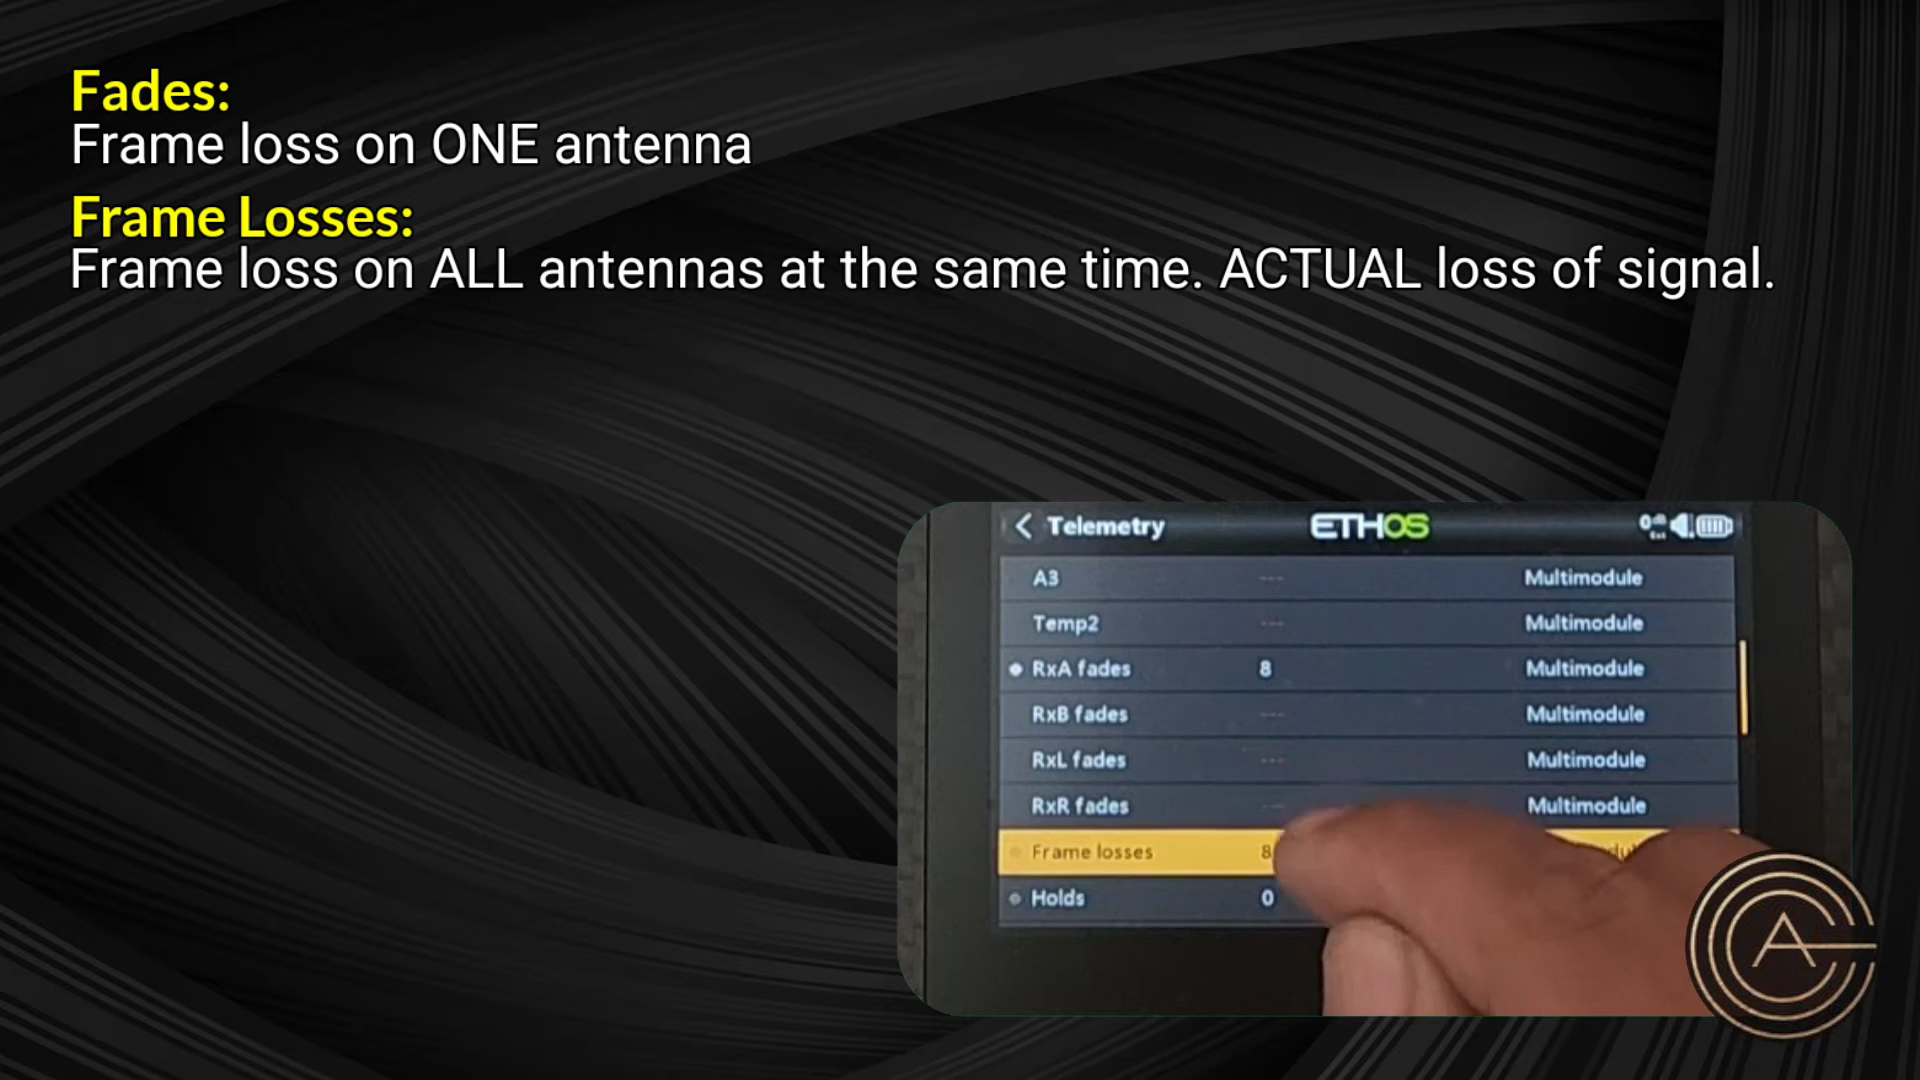 Fades:
Frame loss on ONE antenna
Frame Losses:
Frame loss on ALL antennas at the same time. ACTUAL loss of signal.
Telemetry ETHOS
A3 --- Multimodule
Temp2 --- Multimodule
RxA fades 8 Multimodule
RxB fades --- Multimodule
RxL fades --- Multimodule
RxR fades --- Multimodule
Frame losses 8
Holds 0